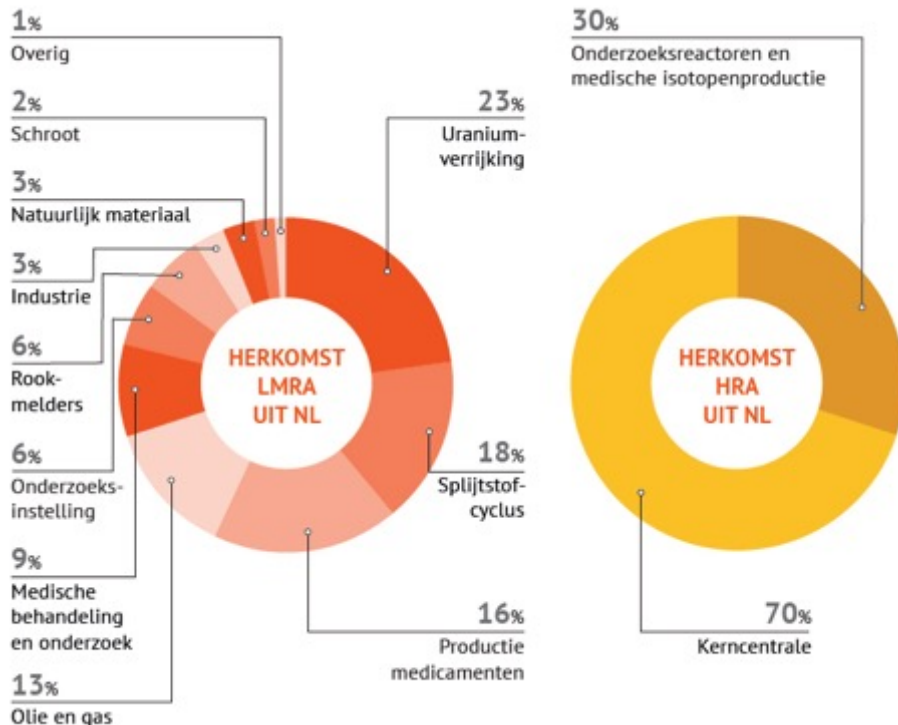 1%
Overig
2%
Schroot
3%
Natuurlijk materiaal
3%
Industrie
6%
Rook-
melders
6%
Onderzoeks-
instelling
9%
Medische
behandeling
en onderzoek
13%
Olie en gas
23%
Uranium-
verrijking
18%
Splijtstof-
cyclus
16%
Productie
medicamenten
HERKOMST
LMRA
UIT NL
30%
Onderzoeksreactoren en
medische isotopenproductie
HERKOMST
HRA
UIT NL
70%
Kerncentrale